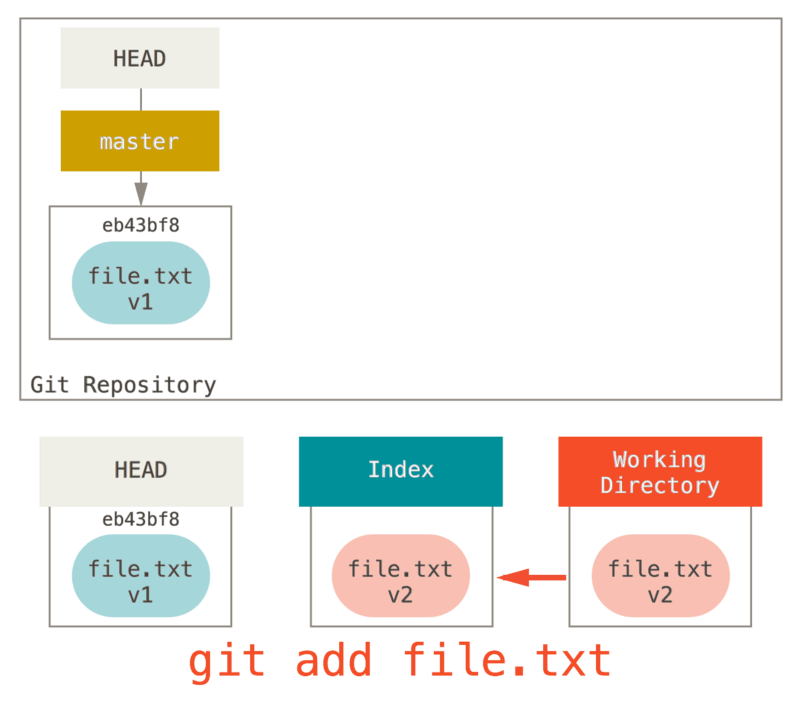 HEAD
master
eb43bf8
file.txt
v1
Git Repository
HEAD
Index
Working
Directory
eb43bf8
file.txt
v1
file.txt
v2
file.txt
v2
git add file.txt